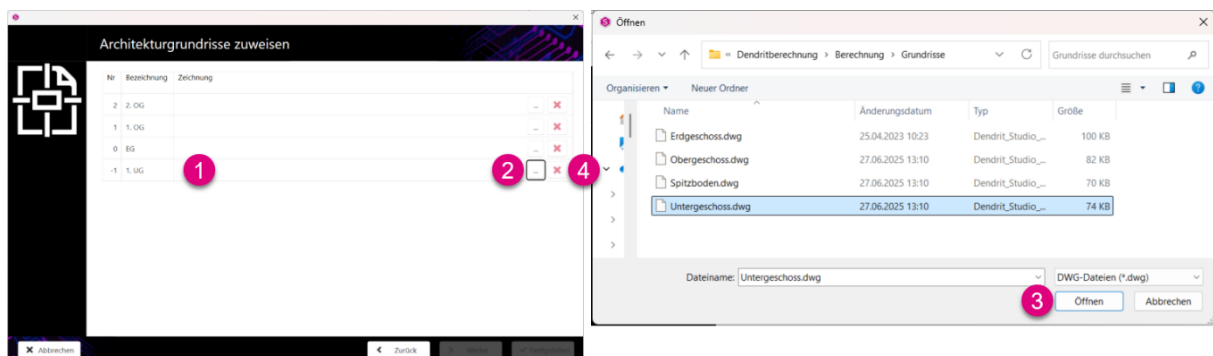 Architekturgrundrisse zuweisen
Nr Bezeichnung Zeichnung
2 2. OG ...
1 1. OG ...
0 EG ...
-1 1. UG ...
1
2
4
Abbrechen
Zurück
Weiter
Fertigstellen
Öffnen
« Dendritberechnung > Berechnung > Grundrisse
Grundrisse durchsuchen
Organisieren
Neuer Ordner
Name Änderungsdatum Typ Größe
Erdgeschoss.dwg 25.04.2023 10:23 Dendrit_Studio_... 100 KB
Obergeschoss.dwg 27.06.2025 13:10 Dendrit_Studio_... 82 KB
Spitzboden.dwg 27.06.2025 13:10 Dendrit_Studio_... 70 KB
Untergeschoss.dwg 27.06.2025 13:10 Dendrit_Studio_... 74 KB
Dateiname: Untergeschoss.dwg
DWG-Dateien (*.dwg)
3
Öffnen
Abbrechen